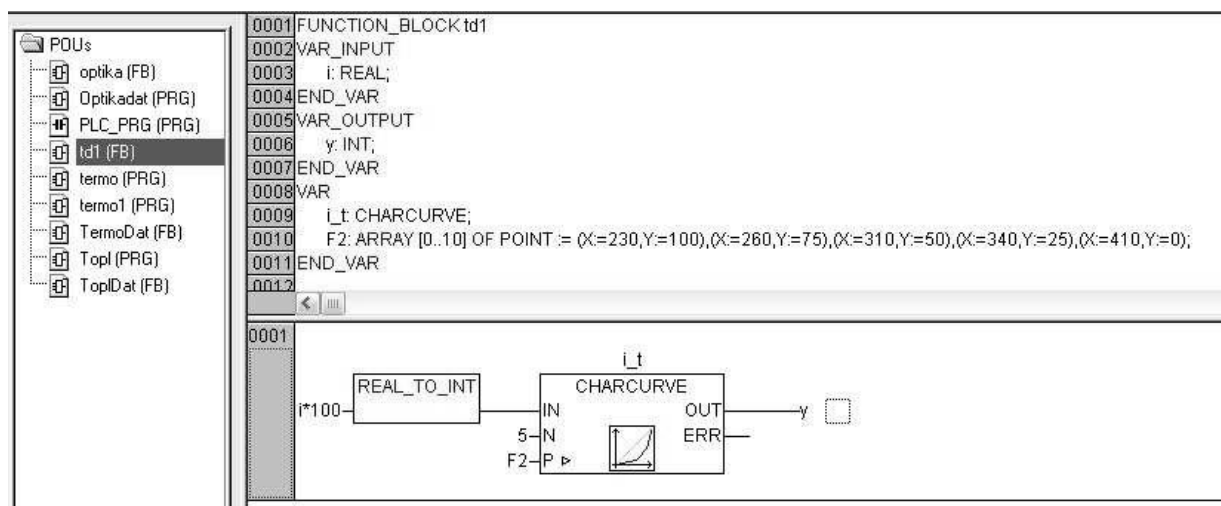 POUs
optika (FB)
Optikadat (PRG)
PLC_PRG (PRG)
td1 (FB)
termo (PRG)
termo1 (PRG)
TermoDat (FB)
Topl (PRG)
ToplDat (FB)
0001 FUNCTION_BLOCK td1
0002 VAR_INPUT
0003 i: REAL;
0004 END_VAR
0005 VAR_OUTPUT
0006 y: INT;
0007 END_VAR
0008 VAR
0009 i_t: CHARCURVE;
0010 F2: ARRAY [0..10] OF POINT := (X:=230,Y:=100),(X:=260,Y:=75),(X:=310,Y:=50),(X:=340,Y:=25),(X:=410,Y:=0);
0011 END_VAR
0012
0001
i_t
REAL_TO_INT CHARCURVE
i*100 IN OUT y
5 N ERR
F2 P